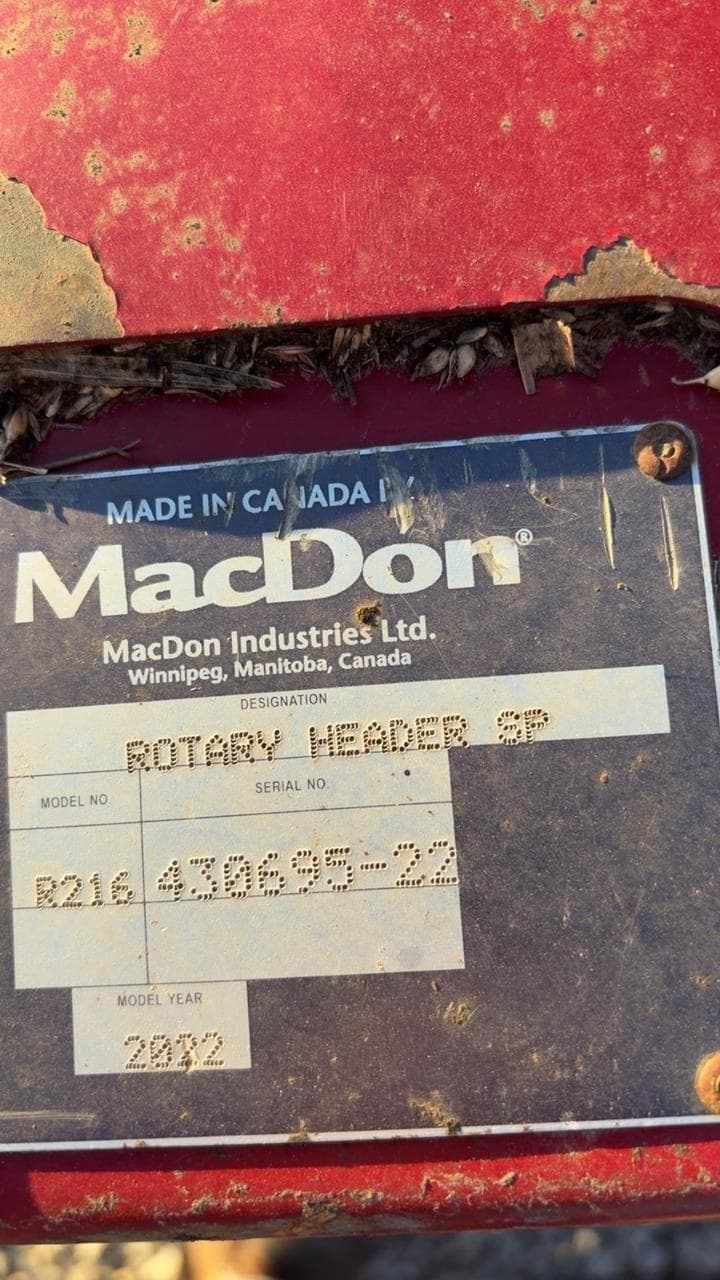 MADE IN CANADA BY
MacDon®
MacDon Industries Ltd.
Winnipeg, Manitoba, Canada
DESIGNATION
ROTARY HEADER SP
MODEL NO.
SERIAL NO.
R216
430695-22
MODEL YEAR
2022